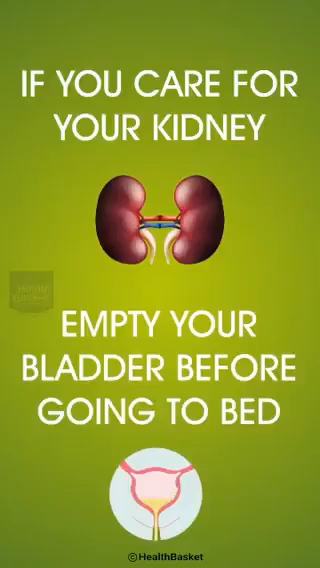 IF YOU CARE FOR
YOUR KIDNEY
EMPTY YOUR
BLADDER BEFORE
GOING TO BED
©HealthBasket